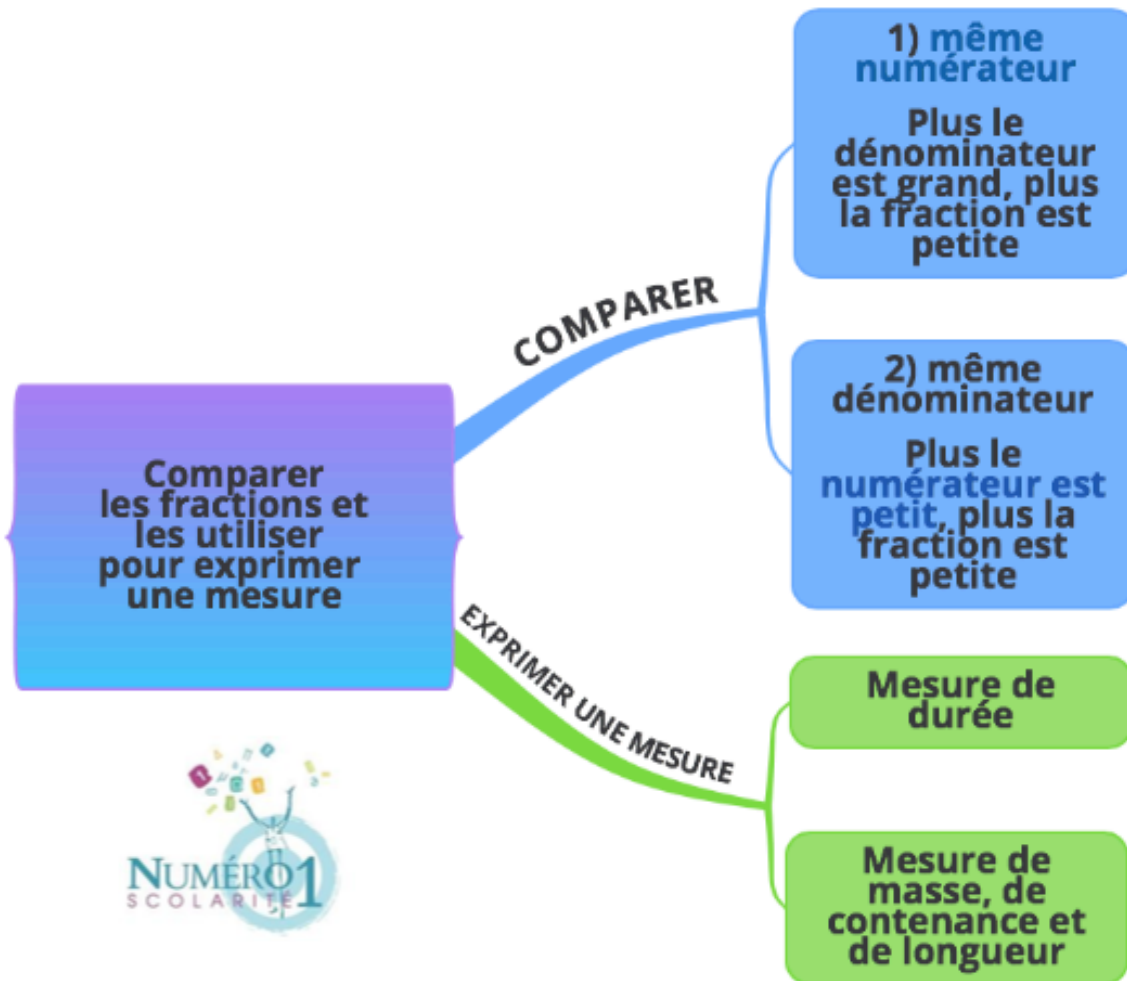 1) même
numérateur
Plus le
dénominateur
est grand, plus
la fraction est
petite
COMPARER
2) même
dénominateur
Plus le
numérateur est
petit, plus la
fraction est
petite
Comparer
les fractions et
les utiliser
pour exprimer
une mesure
EXPRIMER UNE MESURE
Mesure de
durée
Mesure de
masse, de
contenance et
de longueur
NUMÉRO1
SCOLARITÉ